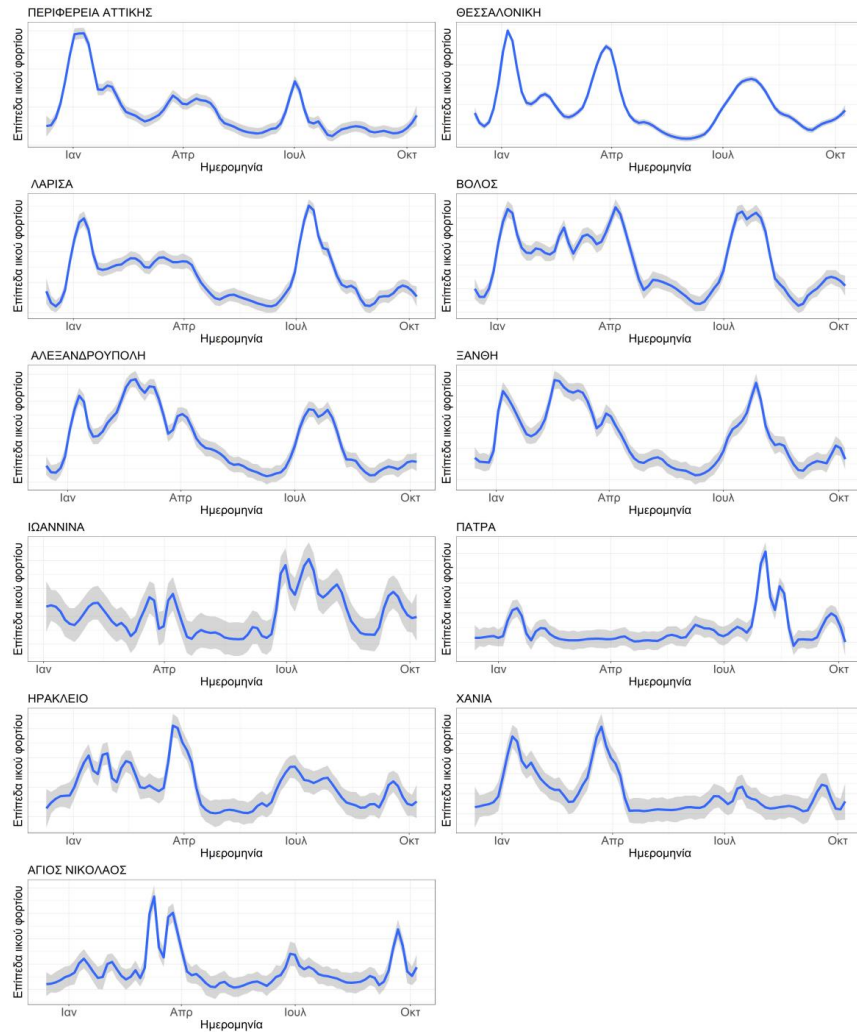 ΠΕΡΙΦΕΡΕΙΑ ΑΤΤΙΚΗΣ
Επίπεδα ιικού φορτίου
Ιαν Απρ Ιουλ Οκτ
Ημερομηνία
ΘΕΣΣΑΛΟΝΙΚΗ
Επίπεδα ιικού φορτίου
Ιαν Απρ Ιουλ Οκτ
Ημερομηνία
ΛΑΡΙΣΑ
Επίπεδα ιικού φορτίου
Ιαν Απρ Ιουλ Οκτ
Ημερομηνία
ΒΟΛΟΣ
Επίπεδα ιικού φορτίου
Ιαν Απρ Ιουλ Οκτ
Ημερομηνία
ΑΛΕΞΑΝΔΡΟΥΠΟΛΗ
Επίπεδα ιικού φορτίου
Ιαν Απρ Ιουλ Οκτ
Ημερομηνία
ΞΑΝΘΗ
Επίπεδα ιικού φορτίου
Ιαν Απρ Ιουλ Οκτ
Ημερομηνία
ΙΩΑΝΝΙΝΑ
Επίπεδα ιικού φορτίου
Ιαν Απρ Ιουλ Οκτ
Ημερομηνία
ΠΑΤΡΑ
Επίπεδα ιικού φορτίου
Ιαν Απρ Ιουλ Οκτ
Ημερομηνία
ΗΡΑΚΛΕΙΟ
Επίπεδα ιικού φορτίου
Ιαν Απρ Ιουλ Οκτ
Ημερομηνία
ΧΑΝΙΑ
Επίπεδα ιικού φορτίου
Ιαν Απρ Ιουλ Οκτ
Ημερομηνία
ΑΓΙΟΣ ΝΙΚΟΛΑΟΣ
Επίπεδα ιικού φορτίου
Ιαν Απρ Ιουλ Οκτ
Ημερομηνία